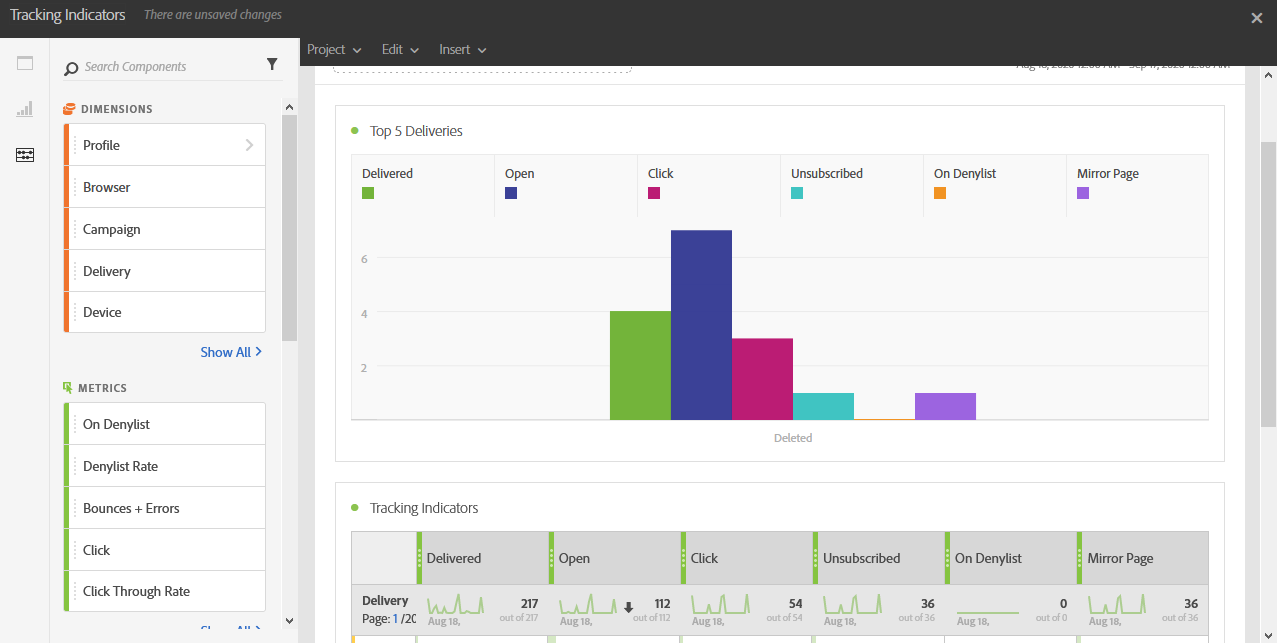 Tracking Indicators There are unsaved changes
Project Edit Insert
Search Components
DIMENSIONS
Profile
Browser
Campaign
Delivery
Device
Show All
METRICS
On Denylist
Denylist Rate
Bounces + Errors
Click
Click Through Rate
Top 5 Deliveries
Delivered Open Click Unsubscribed On Denylist Mirror Page
6
4
2
Deleted
Tracking Indicators
Delivered Open Click Unsubscribed On Denylist Mirror Page
Delivery 217 112 54 36 0 36
Page: 1 /20 out of 217 out of 112 out of 54 out of 36 out of 0 out of 36
Aug 18, Aug 18, Aug 18, Aug 18, Aug 18, Aug 18,